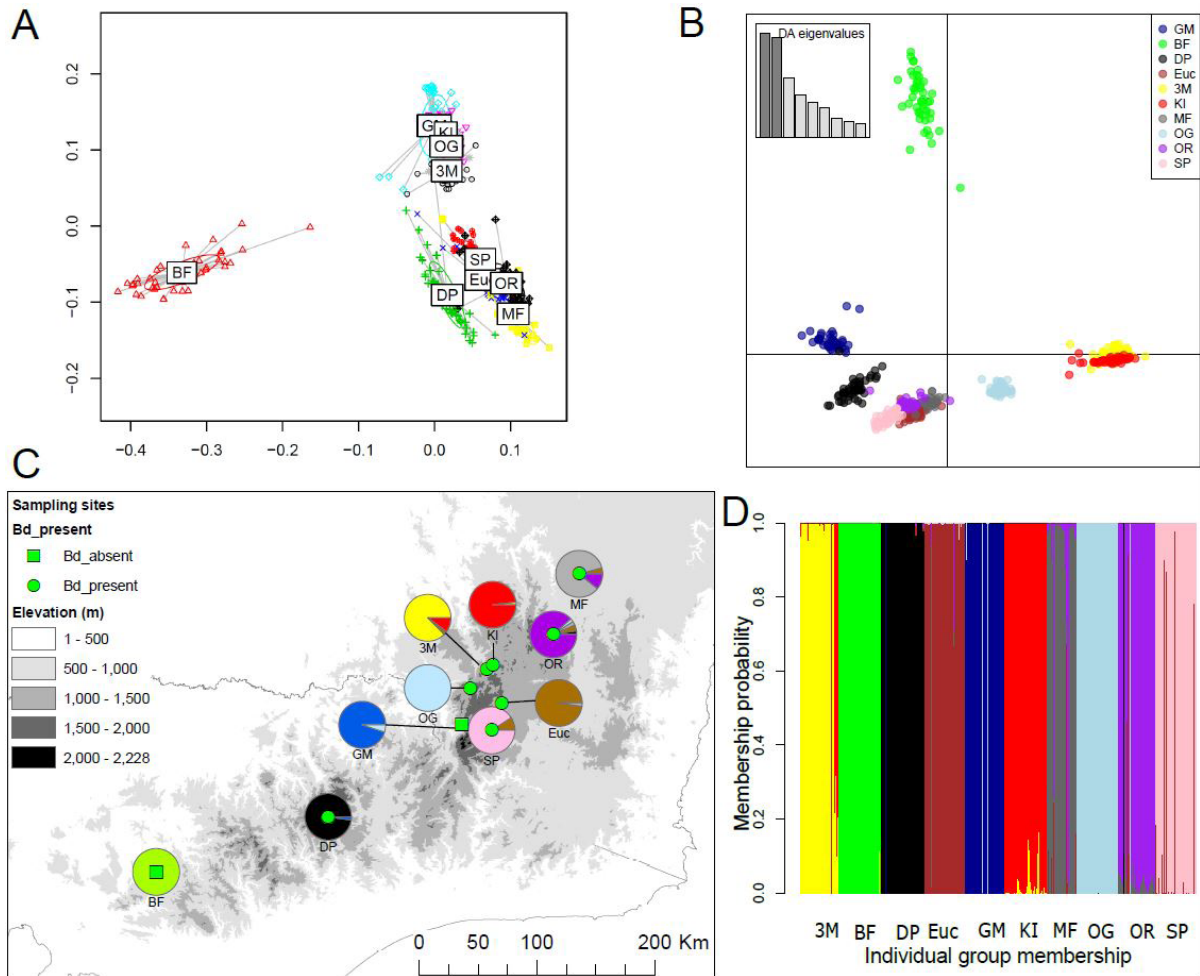 A
0.2
0.1
0.0
−0.1
−0.2
GM
KI
OG
3M
BF
SP
Euc
OR
DP
MF
−0.4
−0.3
−0.2
−0.1
0.0
0.1
B
DA eigenvalues
GM
BF
DP
Euc
3M
KI
MF
OG
OR
SP
C
Sampling sites
Bd_present
Bd_absent
Bd_present
Elevation (m)
1 - 500
500 - 1,000
1,000 - 1,500
1,500 - 2,000
2,000 - 2,228
MF
KI
3M
OR
OG
Euc
GM
SP
DP
BF
0 50 100 200 Km
D
Membership probability
1.0
0.8
0.6
0.4
0.2
0.0
3M BF DP Euc GM KI MF OG OR SP
Individual group membership